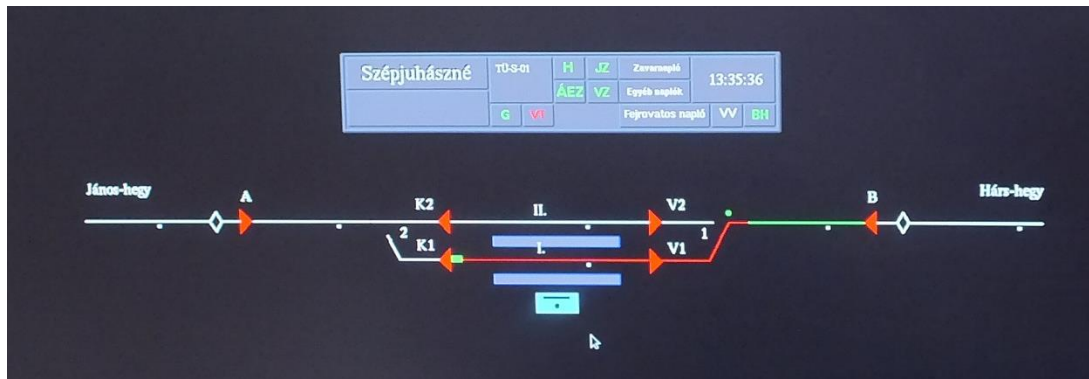 Szépjuhászné
TÜ-S-01
H
JZ
Zavarnapló
13:35:36
ÁEZ
VZ
Egyéb naplók
G
V1
Fejrovatos napló
VV
BH
János-hegy
Hárs-hegy
A
K2
II.
V2
B
2
K1
I.
V1
1